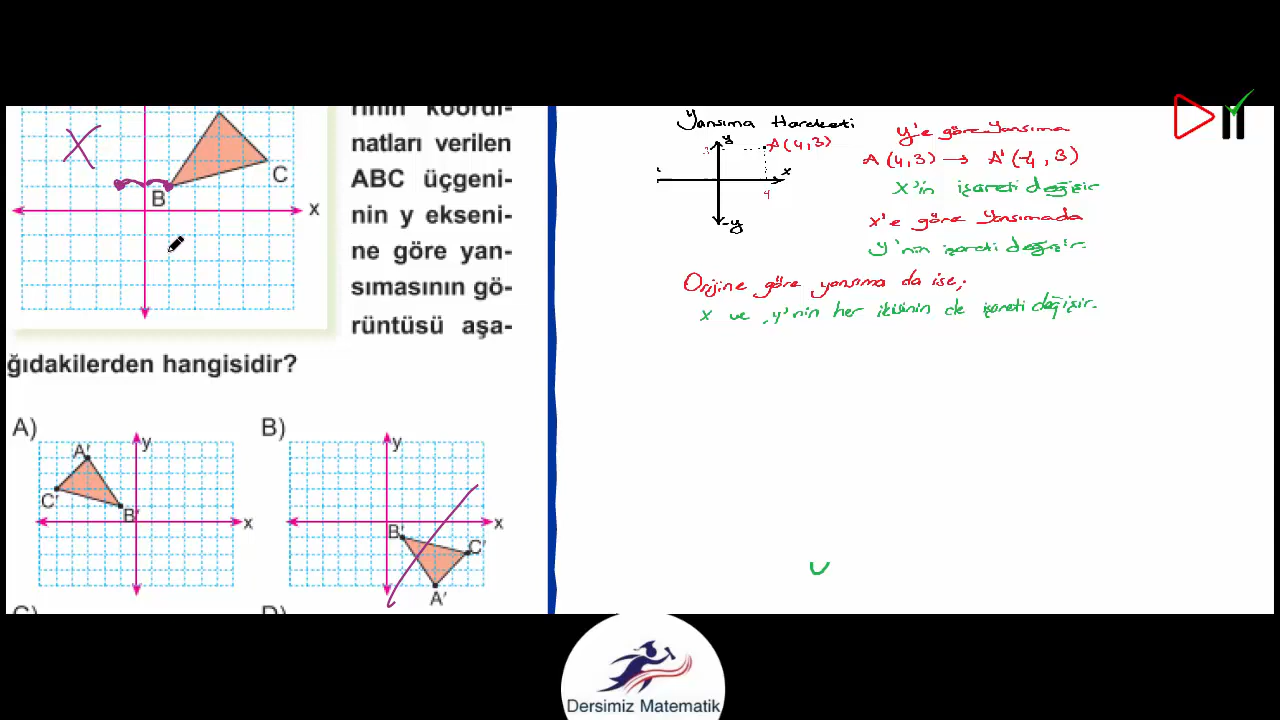 rının koordi-
natları verilen
ABC üçgeni-
nin y ekseni-
ne göre yan-
sımasının gö-
rüntüsü aşa-
ğıdakilerden hangisidir?
X
B
C
x
A)
A'
C'
B'
y
x
B)
y
x
B'
C'
A'
C)
D)
Yansıma Hareketi
y
A(4,3)
x
4
-y
y'e göre Yansıma
A(4,3) → A'(-4,3)
x'in işareti değişir
x'e göre Yansımada
y'nin işareti değişir.
Orijine göre yansıma da ise;
x ve y'nin her ikisinin de işareti değişir.
Dersimiz Matematik